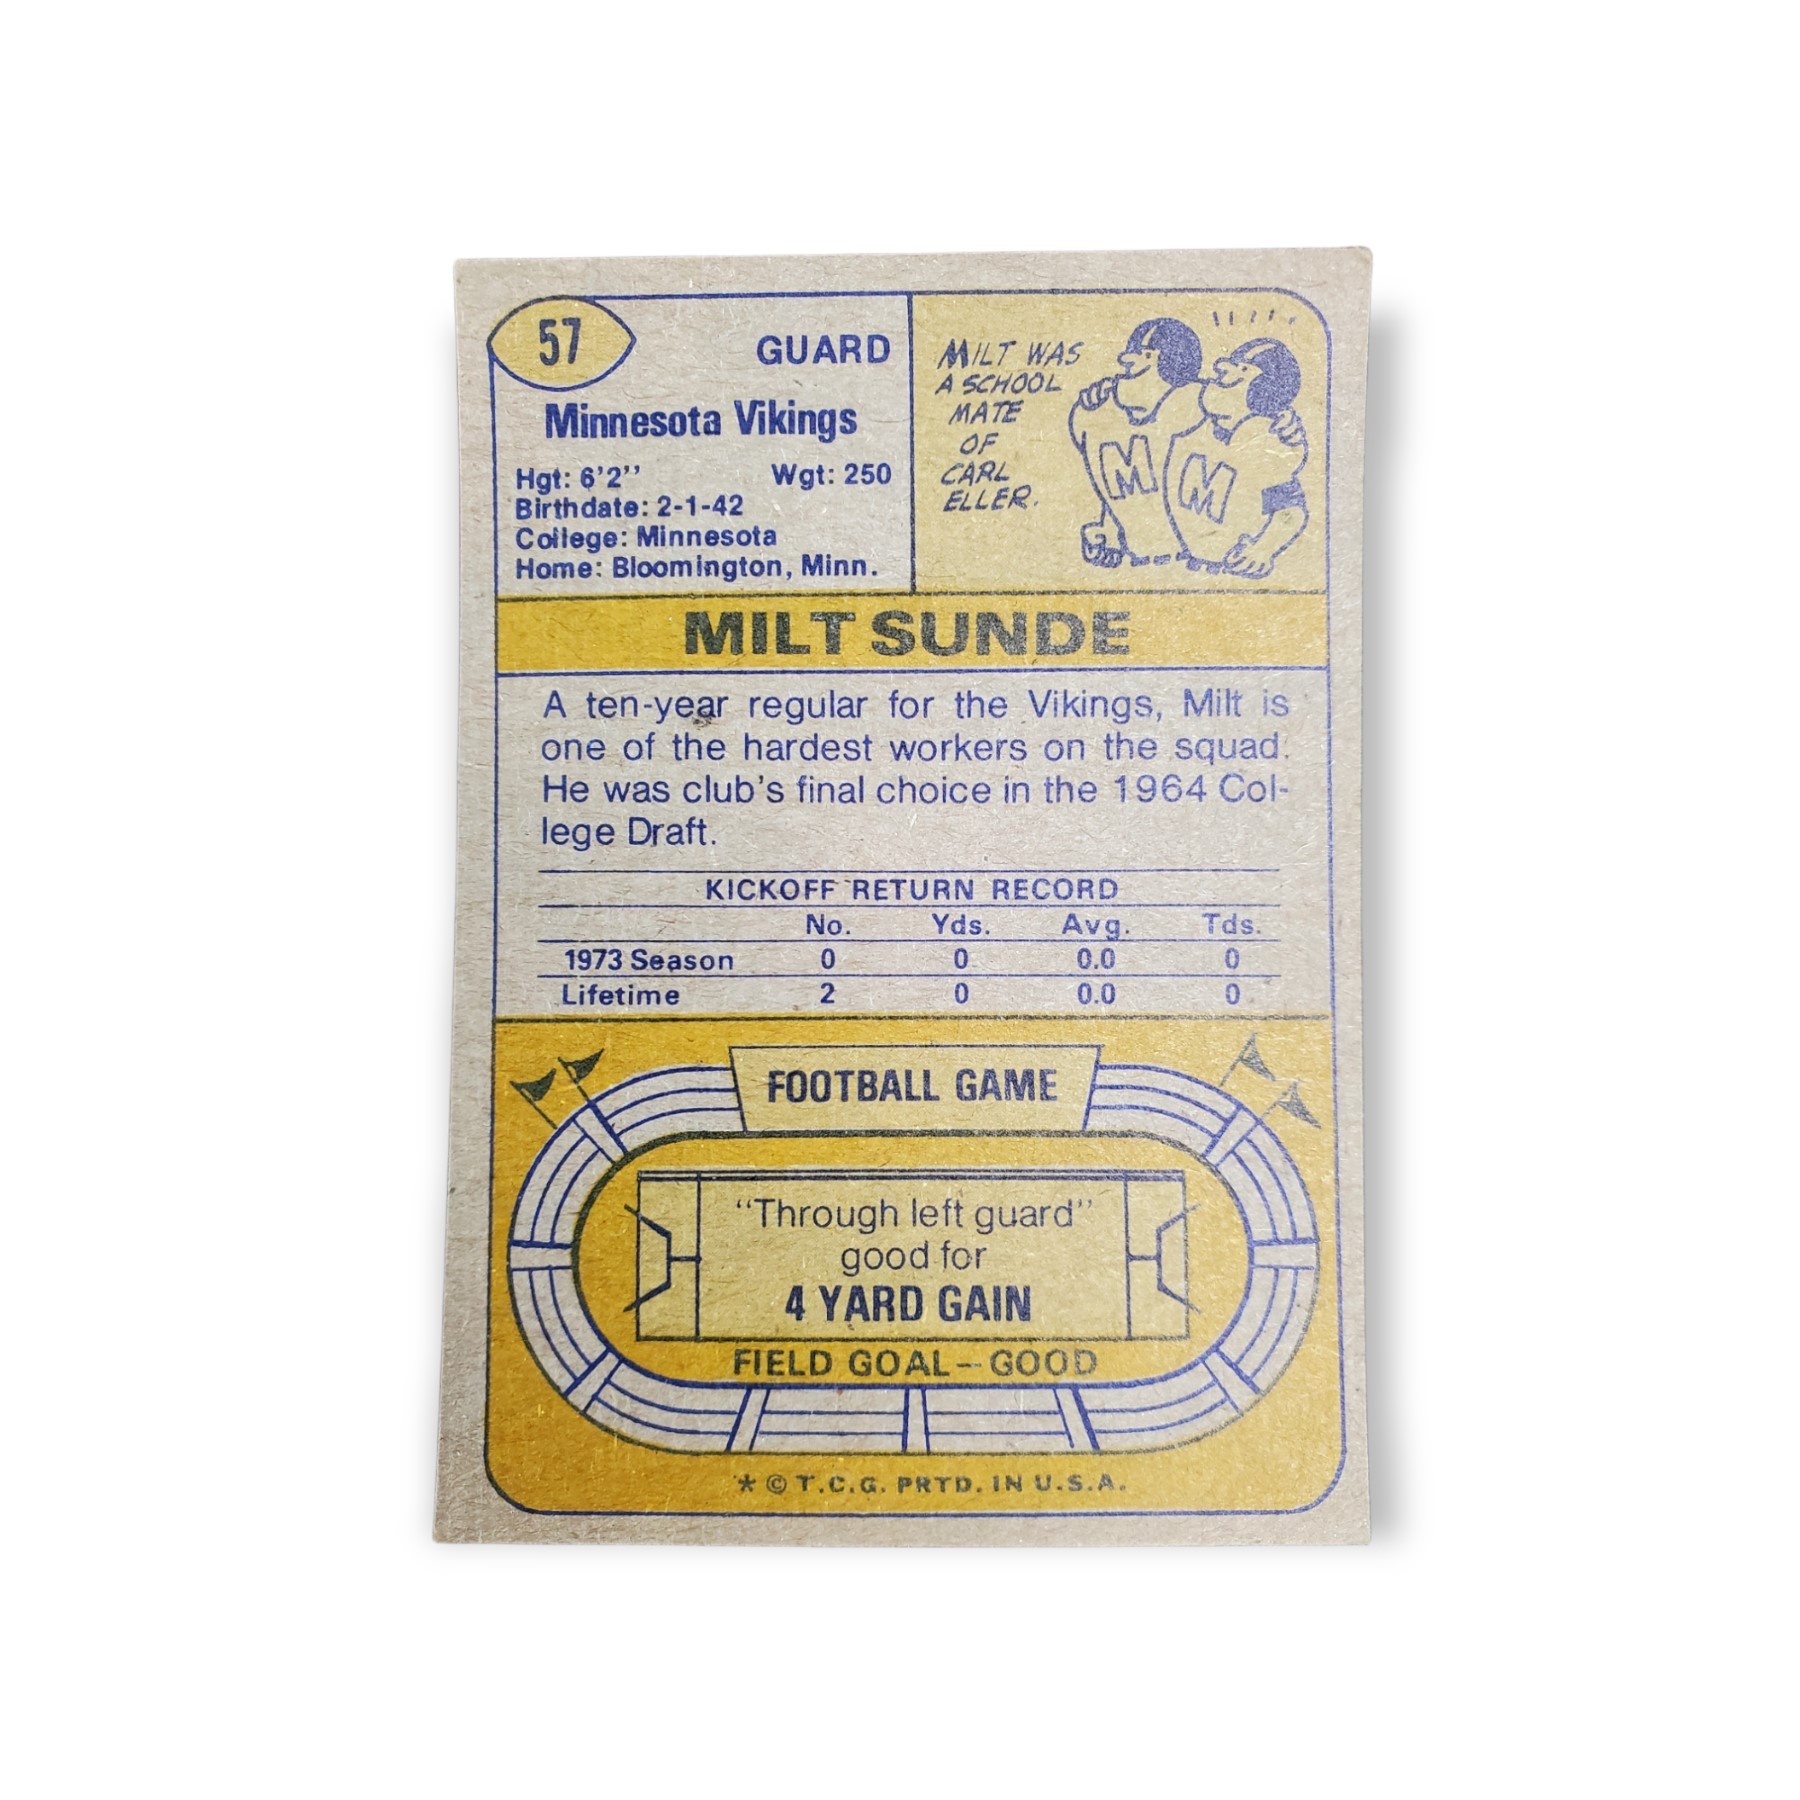 57
GUARD
Minnesota Vikings
Hgt: 6'2'' Wgt: 250
Birthdate: 2-1-42
College: Minnesota
Home: Bloomington, Minn.
MILT WAS
A SCHOOL
MATE
OF
CARL
ELLER.
M M
MILT SUNDE
A ten-year regular for the Vikings, Milt is
one of the hardest workers on the squad.
He was club's final choice in the 1964 Col-
lege Draft.
KICKOFF RETURN RECORD
No. Yds. Avg. Tds.
1973 Season 0 0 0.0 0
Lifetime 2 0 0.0 0
FOOTBALL GAME
"Through left guard"
good for
4 YARD GAIN
FIELD GOAL—GOOD
* © T.C.G. PRTD. IN U.S.A.